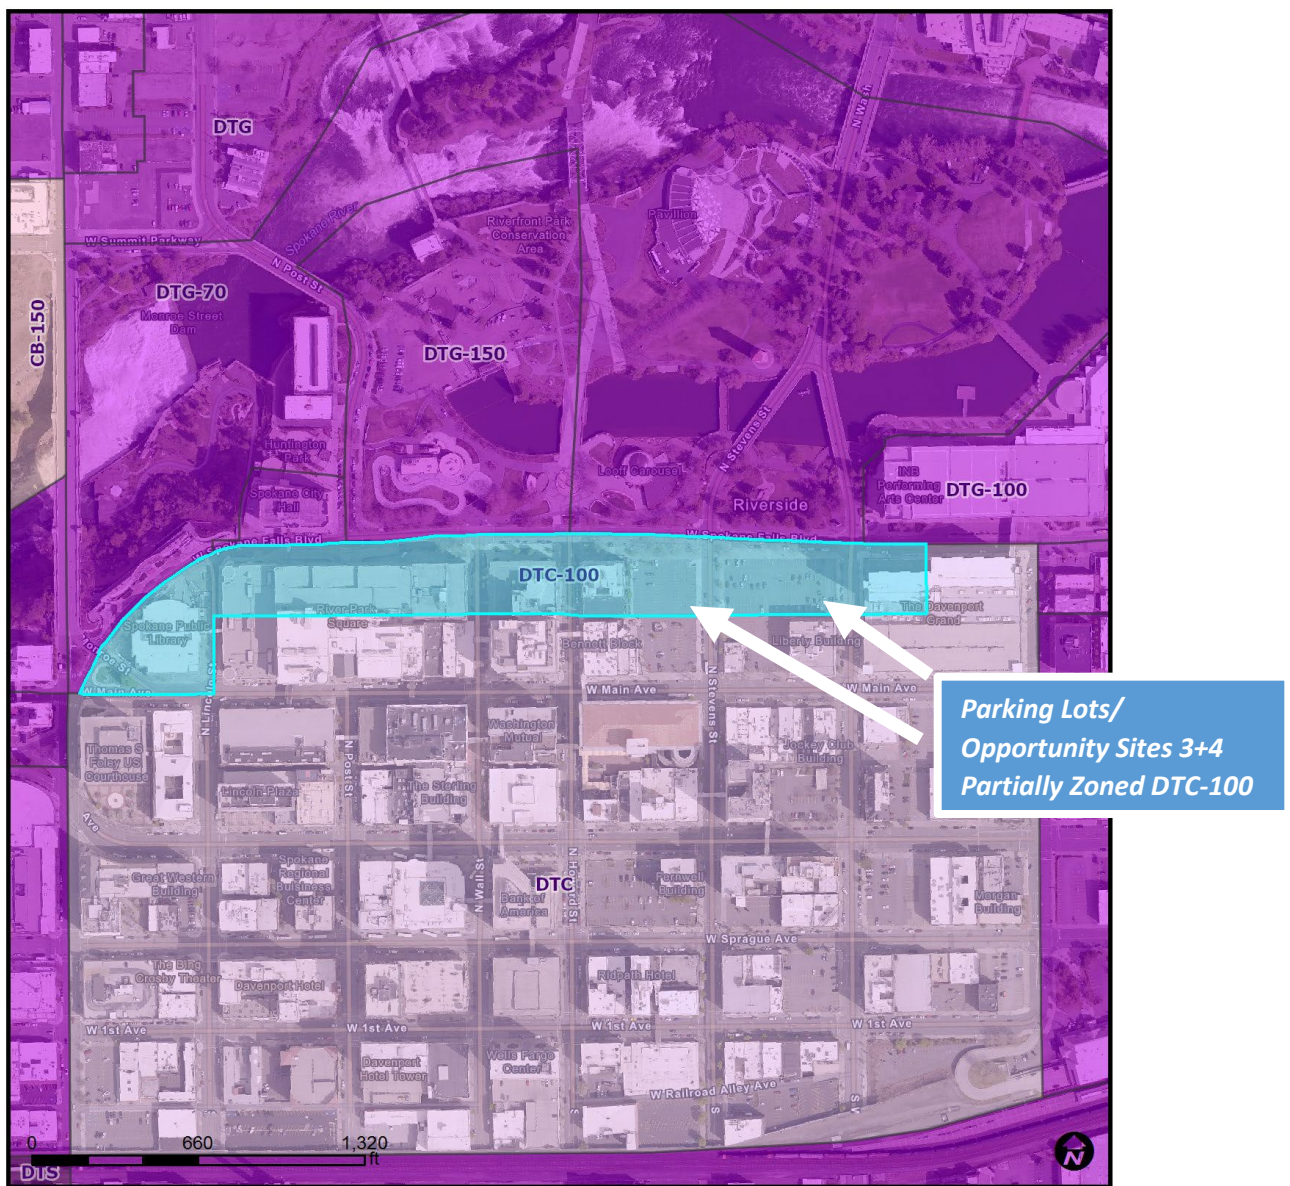 DTG
N Wash
Pavilion
Riverfront Park
Conservation
Area
Spokane River
W Summit Parkway
N Post St
DTG-70
Monroe Street
Dam
CB-150
DTG-150
Huntington
Park
Spokane City
Hall
Looff Carousel
N Stevens St
Riverside
INB
Performing
Arts Center
DTG-100
W Spokane Falls Blvd
W Spokane Falls Blvd
DTC-100
Spokane Public
Library
River Park
Square
Bennett Block
Liberty Building
The Davenport
Grand
Monroe St
W Main Ave
N Lincoln St
W Main Ave
N Stevens St
W Main Ave
Parking Lots/
Opportunity Sites 3+4
Partially Zoned DTC-100
Thomas S
Foley US
Courthouse
Washington
Mutual
Jockey Club
Building
N Post St
Lincoln Plaza
The Sterling
Building
Ave
Great Western
Building
Spokane
Regional
Buisiness
Center
N Wall St
DTC
Bank of
America
N Howard St
Fernwell
Building
Morgan
Building
W Sprague Ave
The Bing
Crosby Theater
Davenport Hotel
Ridpath Hotel
W 1st Ave
W 1st Ave
W 1st Ave
W 1st Ave
Davenport
Hotel Tower
Wells Fargo
Center
W Railroad Alley Ave
S
S
S V
0 660 1,320
ft
DTS
N